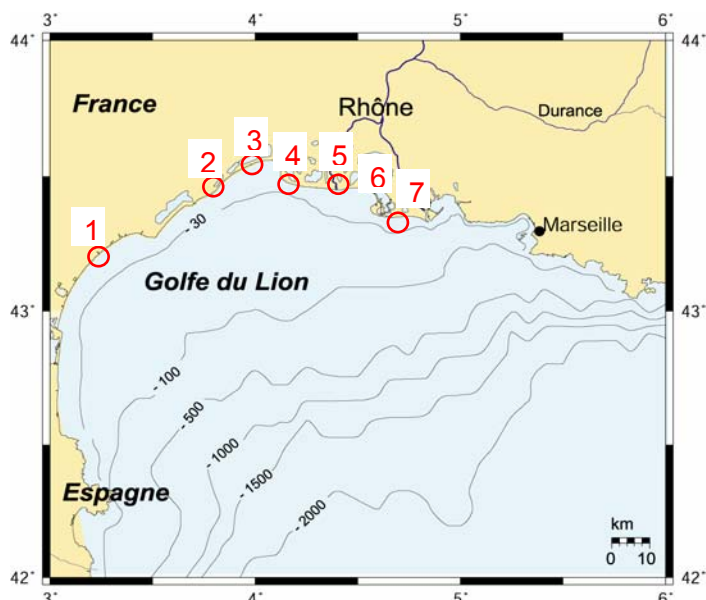 3° 4° 5° 6°
44° 44°
France
Rhône
Durance
3
2 4 5
6
7
1
- 30
Marseille
Golfe du Lion
43° 43°
- 100
- 500
- 1000
- 1500
- 2000
Espagne
km
0 10
42° 42°
3° 4° 5° 6°